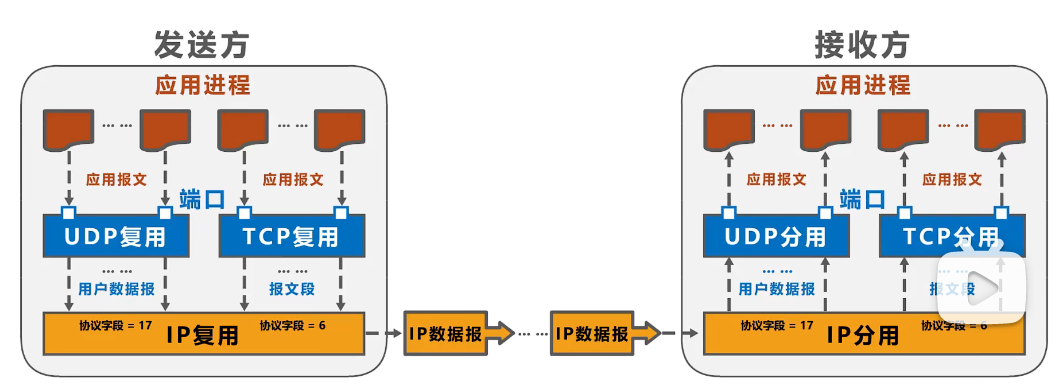 发送方
应用进程
… …
… …
应用报文
应用报文
端口
UDP复用
TCP复用
… …
… …
用户数据报
报文段
协议字段 = 17
协议字段 = 6
IP复用
IP数据报
… …
IP数据报
接收方
应用进程
… …
… …
应用报文
应用报文
端口
UDP分用
TCP分用
… …
… …
用户数据报
报文段
协议字段 = 17
协议字段 = 6
IP分用